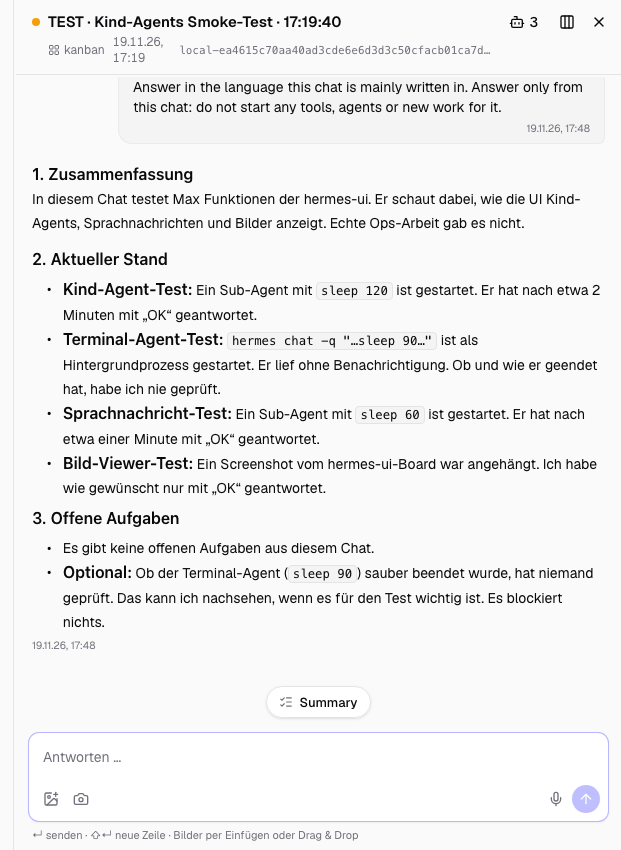 TEST · Kind-Agents Smoke-Test · 17:19:40
3
kanban
19.11.26,
17:19
local-ea4615c70aa40ad3cde6e6d3d3c50cfacb01ca7d…
Answer in the language this chat is mainly written in. Answer only from
this chat: do not start any tools, agents or new work for it.
19.11.26, 17:48
1. Zusammenfassung
In diesem Chat testet Max Funktionen der hermes-ui. Er schaut dabei, wie die UI Kind-
Agents, Sprachnachrichten und Bilder anzeigt. Echte Ops-Arbeit gab es nicht.
2. Aktueller Stand
• Kind-Agent-Test: Ein Sub-Agent mit sleep 120 ist gestartet. Er hat nach etwa 2
Minuten mit „OK“ geantwortet.
• Terminal-Agent-Test: hermes chat -q "…sleep 90…" ist als
Hintergrundprozess gestartet. Er lief ohne Benachrichtigung. Ob und wie er geendet
hat, habe ich nie geprüft.
• Sprachnachricht-Test: Ein Sub-Agent mit sleep 60 ist gestartet. Er hat nach
etwa einer Minute mit „OK“ geantwortet.
• Bild-Viewer-Test: Ein Screenshot vom hermes-ui-Board war angehängt. Ich habe
wie gewünscht nur mit „OK“ geantwortet.
3. Offene Aufgaben
• Es gibt keine offenen Aufgaben aus diesem Chat.
• Optional: Ob der Terminal-Agent (sleep 90) sauber beendet wurde, hat niemand
geprüft. Das kann ich nachsehen, wenn es für den Test wichtig ist. Es blockiert
nichts.
19.11.26, 17:48
Summary
Antworten …
↵ senden · ⇧↵ neue Zeile · Bilder per Einfügen oder Drag & Drop